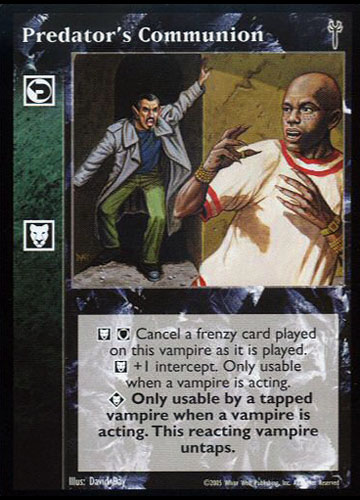 Predator's Communion
Cancel a frenzy card played
on this vampire as it is played.
+1 intercept. Only usable
when a vampire is acting.
Only usable by a tapped
vampire when a vampire is
acting. This reacting vampire
untaps.
Illus: David Day
©2005 White Wolf Publishing, Inc. All Rights Reserved.